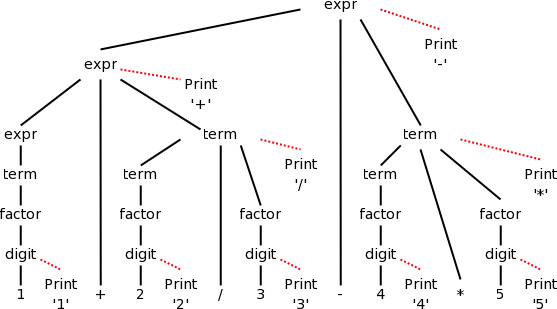 expr
Print
'-'
expr
Print
'+'
expr
term
term
Print
'/'
Print
'*'
term
term
term
factor
factor
factor
factor
factor
digit
digit
digit
digit
digit
1
Print
'1'
+
2
Print
'2'
/
3
Print
'3'
-
4
Print
'4'
*
5
Print
'5'